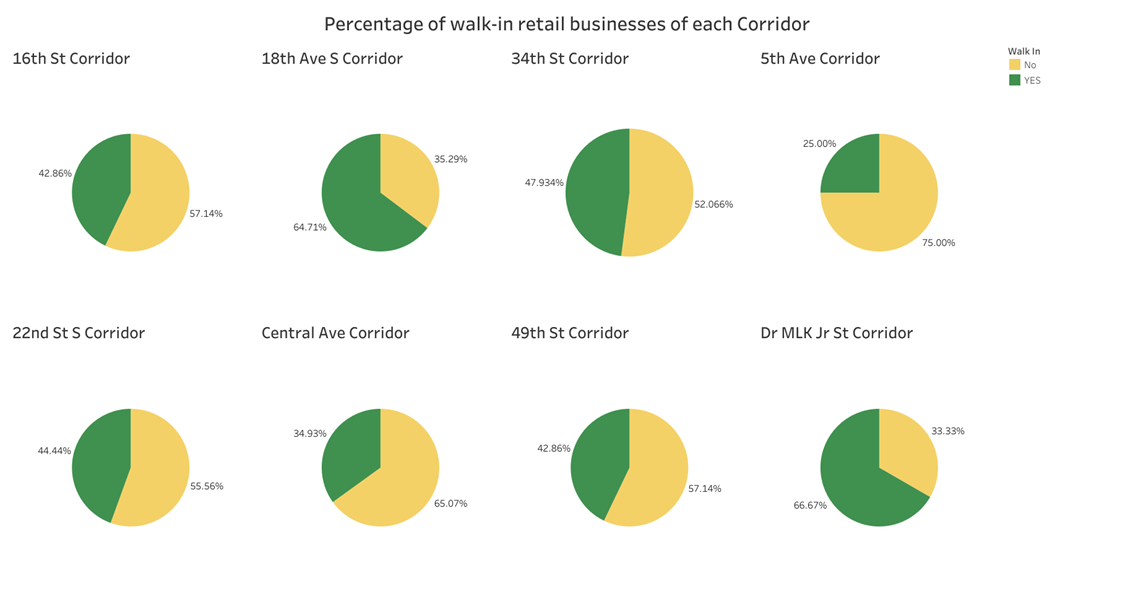 Percentage of walk-in retail businesses of each Corridor
16th St Corridor
42.86%
57.14%
18th Ave S Corridor
35.29%
64.71%
34th St Corridor
47.934%
52.066%
5th Ave Corridor
25.00%
75.00%
Walk In
No
YES
22nd St S Corridor
44.44%
55.56%
Central Ave Corridor
34.93%
65.07%
49th St Corridor
42.86%
57.14%
Dr MLK Jr St Corridor
33.33%
66.67%